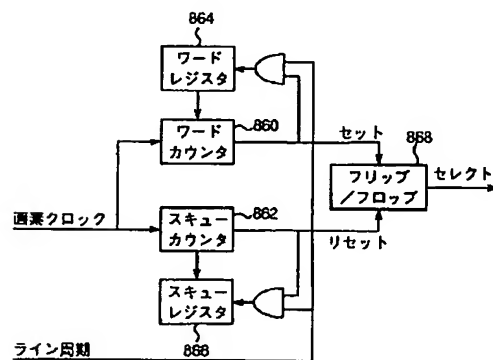 864
ワード
レジスタ
860
ワード
カウンタ
セット
868
フリップ
/フロップ
セレクト
画素クロック
862
スキュー
カウンタ
リセット
スキュー
レジスタ
866
ライン周期